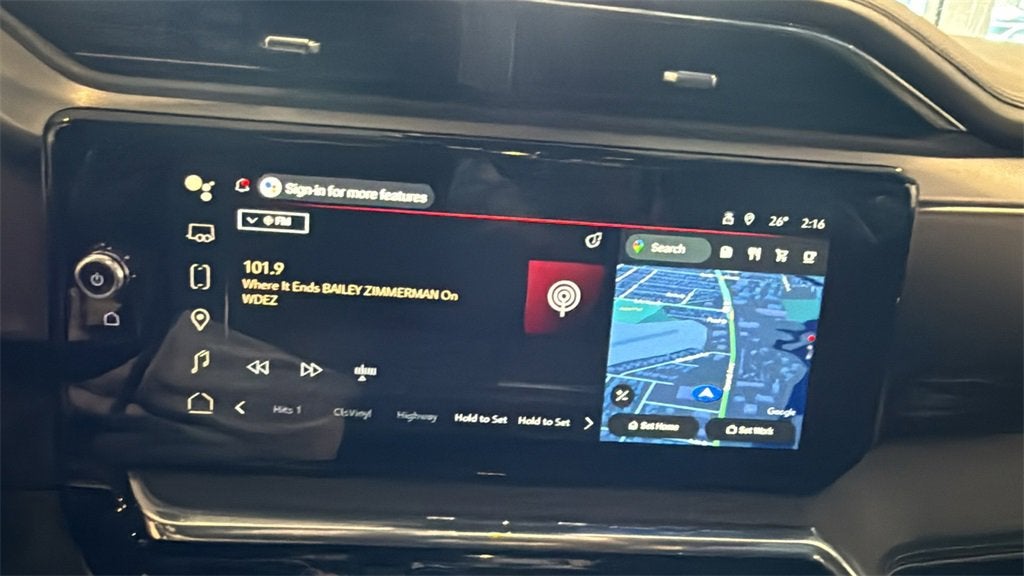 Sign-in for more features
FM
26° 2:16
Search
101.9
Where It Ends BAILEY ZIMMERMAN On
WDEZ
Hits 1 ClsVinyl Highway Hold to Set Hold to Set
Google
Set Home Set Work